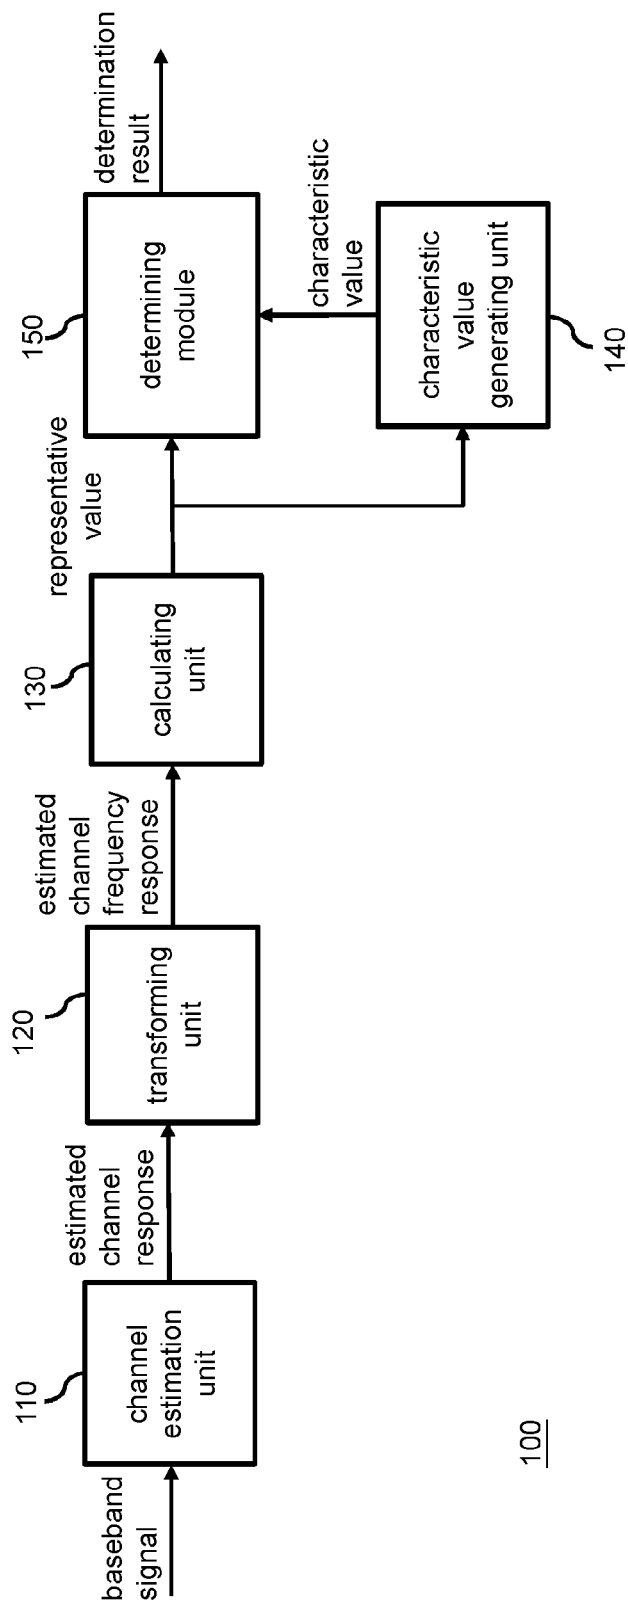 baseband
signal
110
channel
estimation
unit
estimated
channel
response
120
transforming
unit
estimated
channel
frequency
response
130
calculating
unit
representative
value
150
determining
module
determination
result
characteristic
value
characteristic
value
generating unit
140
100